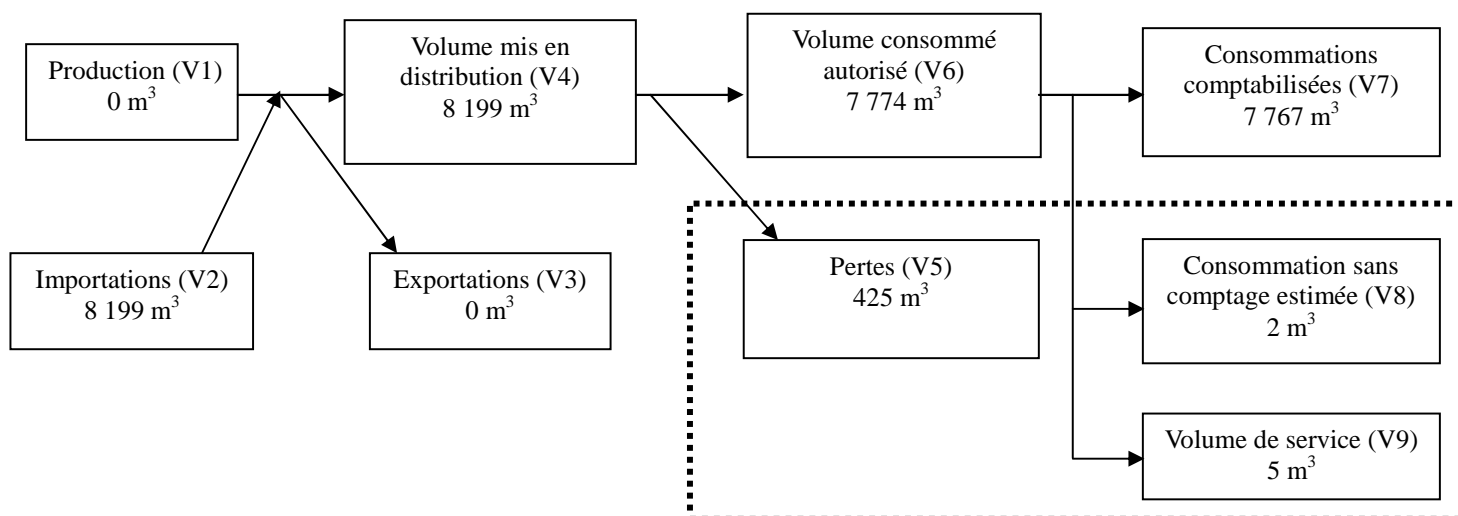 Production (V1)
0 m³
Volume mis en
distribution (V4)
8 199 m³
Volume consommé
autorisé (V6)
7 774 m³
Consommations
comptabilisées (V7)
7 767 m³
Importations (V2)
8 199 m³
Exportations (V3)
0 m³
Pertes (V5)
425 m³
Consommation sans
comptage estimée (V8)
2 m³
Volume de service (V9)
5 m³